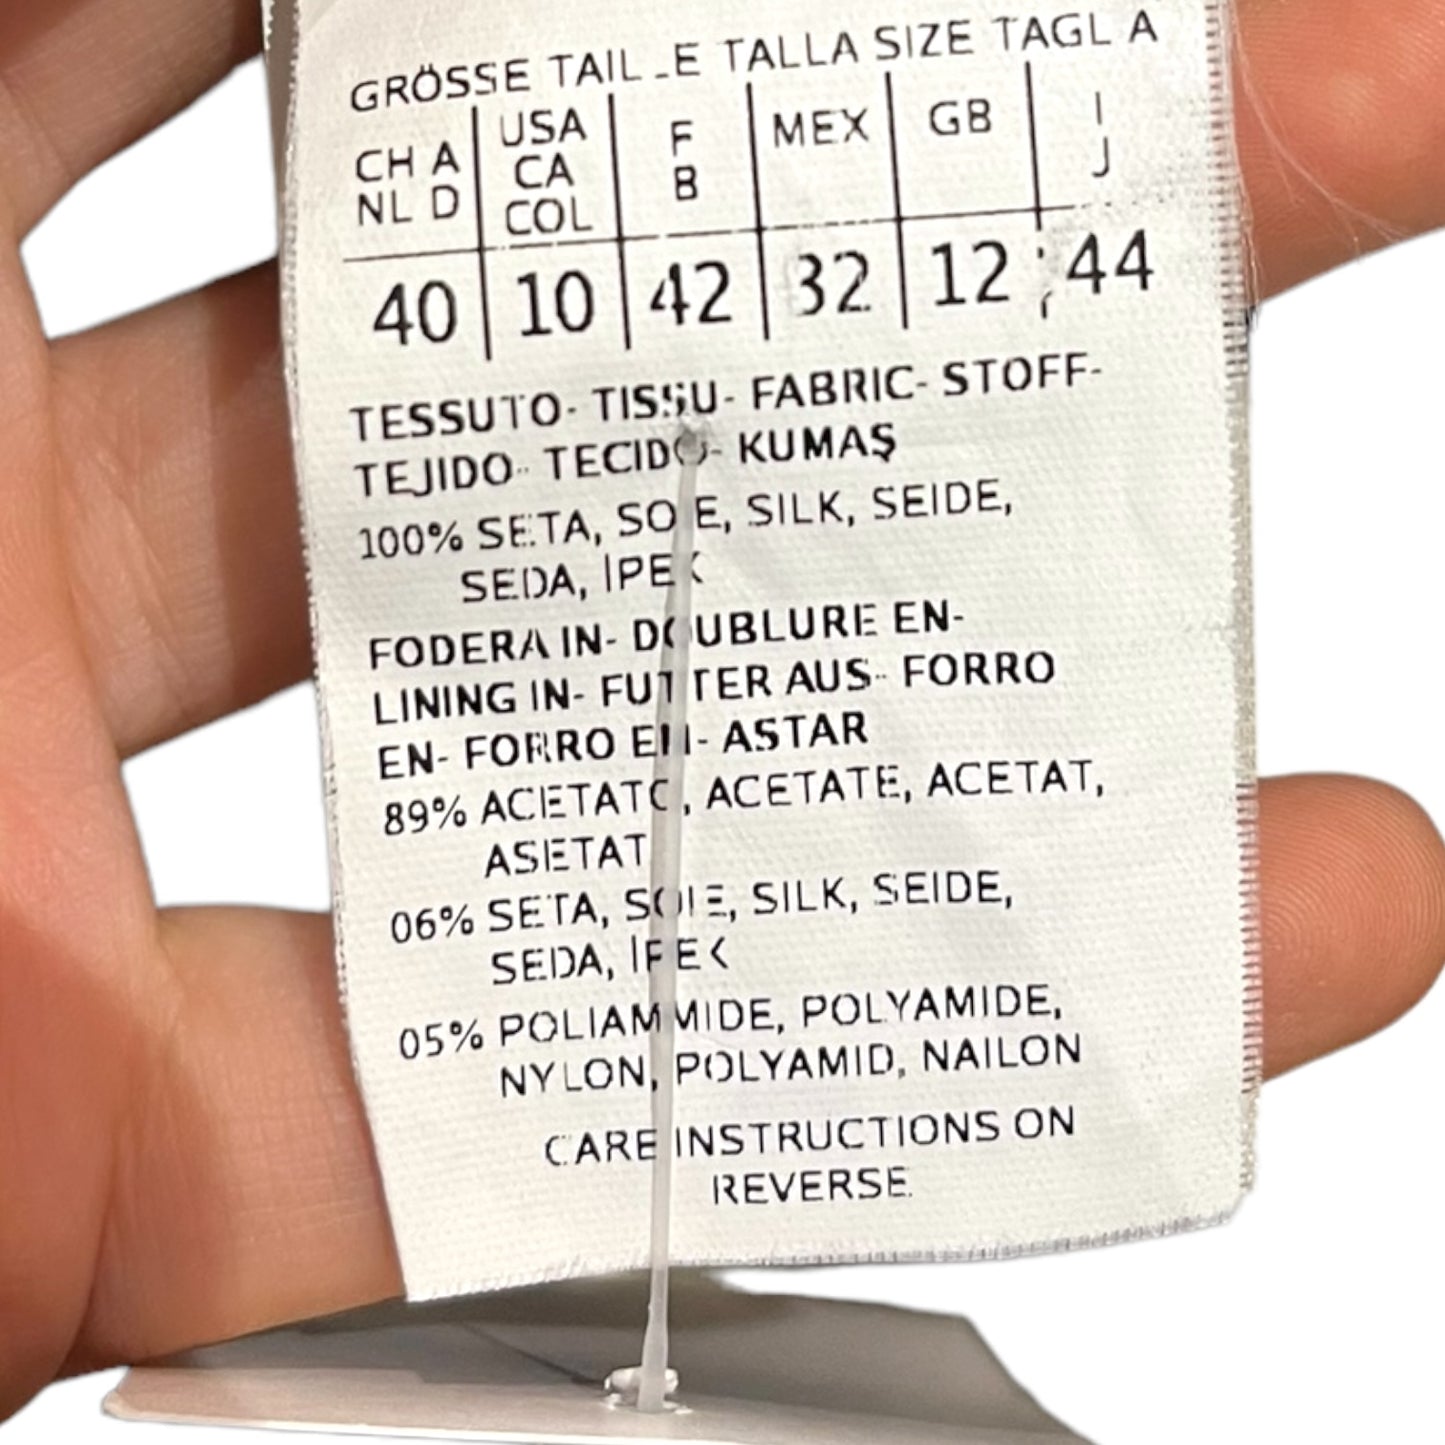 GRÖSSE TAILLE TALLA SIZE TAGLIA
CH A NL D | USA CA COL | F B | MEX | GB | I J
40 | 10 | 42 | 32 | 12 | 44
TESSUTO- TISSU- FABRIC- STOFF-
TEJIDO- TECIDO- KUMAŞ
100% SETA, SOIE, SILK, SEIDE,
SEDA, İPEK
FODERA IN- DOUBLURE EN-
LINING IN- FUTTER AUS- FORRO
EN- FORRO EM- ASTAR
89% ACETATO, ACETATE, ACETAT,
ASETAT
06% SETA, SOIE, SILK, SEIDE,
SEDA, İPEK
05% POLIAMMIDE, POLYAMIDE,
NYLON, POLYAMID, NAILON
CARE INSTRUCTIONS ON
REVERSE